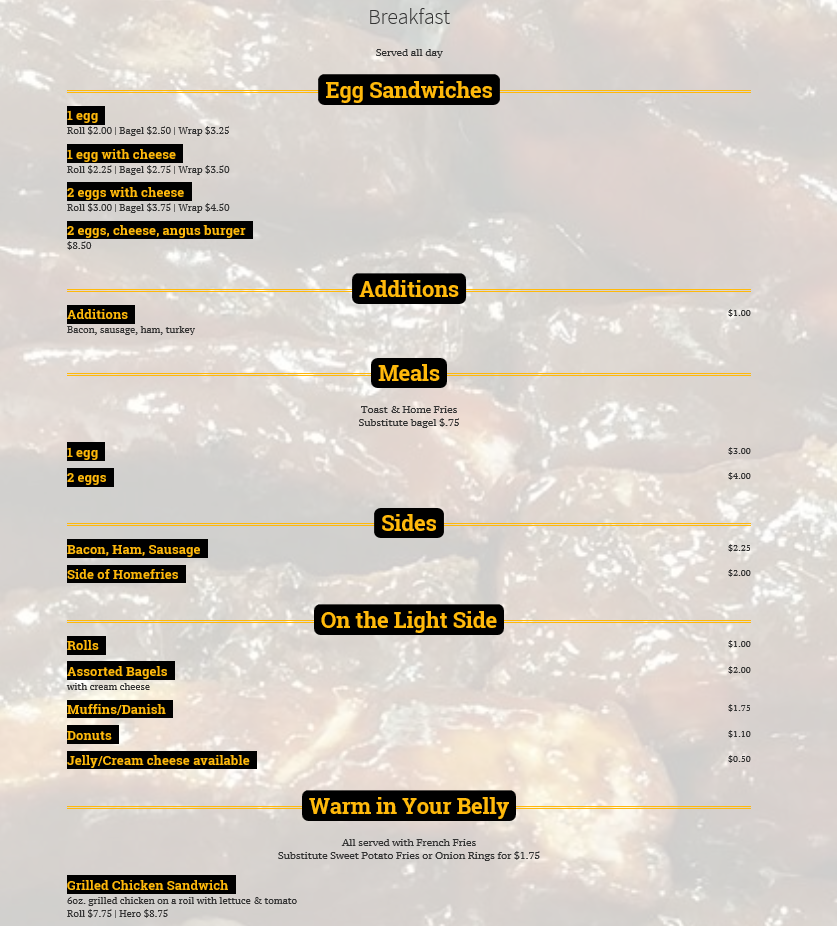 Breakfast
Served all day
Egg Sandwiches
1 egg
Roll $2.00 | Bagel $2.50 | Wrap $3.25
1 egg with cheese
Roll $2.25 | Bagel $2.75 | Wrap $3.50
2 eggs with cheese
Roll $3.00 | Bagel $3.75 | Wrap $4.50
2 eggs, cheese, angus burger
$8.50
Additions
Additions $1.00
Bacon, sausage, ham, turkey
Meals
Toast & Home Fries
Substitute bagel $.75
1 egg $3.00
2 eggs $4.00
Sides
Bacon, Ham, Sausage $2.25
Side of Homefries $2.00
On the Light Side
Rolls $1.00
Assorted Bagels $2.00
with cream cheese
Muffins/Danish $1.75
Donuts $1.10
Jelly/Cream cheese available $0.50
Warm in Your Belly
All served with French Fries
Substitute Sweet Potato Fries or Onion Rings for $1.75
Grilled Chicken Sandwich
6oz. grilled chicken on a roil with lettuce & tomato
Roll $7.75 | Hero $8.75